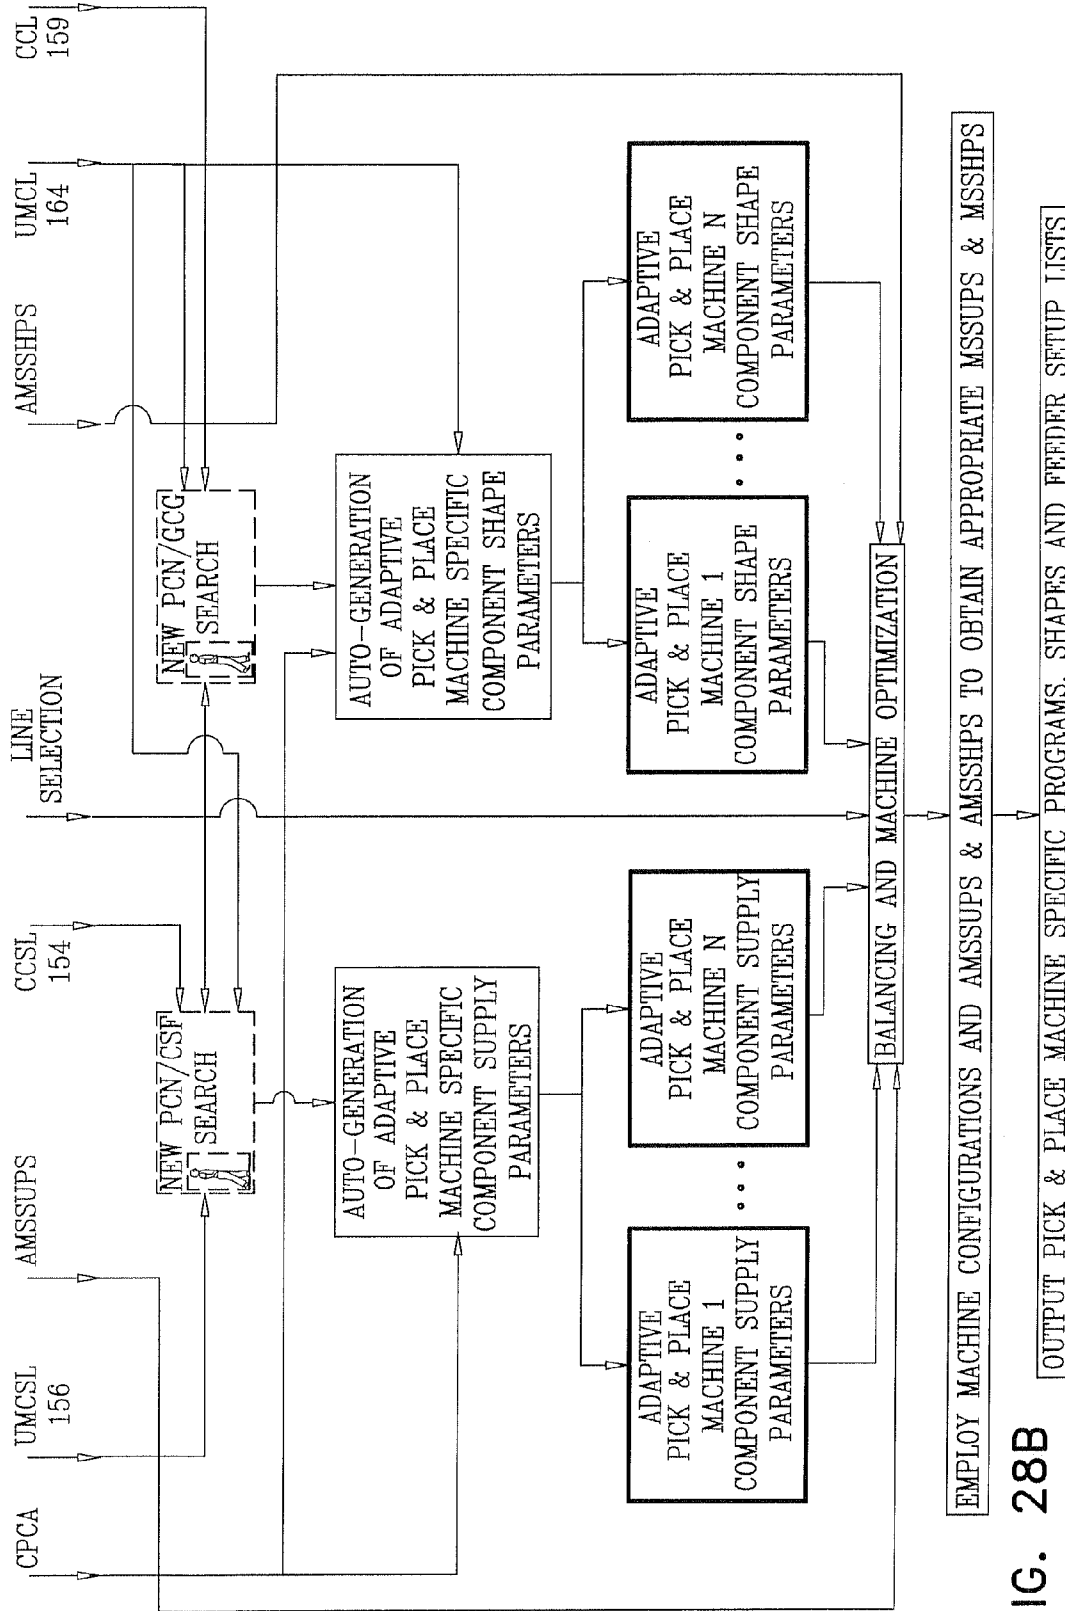 CPCA
UMCSL
156
AMSSUPS
CCSL
154
LINE
SELECTION
AMSSHPS
UMCL
164
CCL
159
NEW PCN/CSF
SEARCH
NEW PCN/GCG
SEARCH
AUTO-GENERATION
OF ADAPTIVE
PICK & PLACE
MACHINE SPECIFIC
COMPONENT SUPPLY
PARAMETERS
AUTO-GENERATION
OF ADAPTIVE
PICK & PLACE
MACHINE SPECIFIC
COMPONENT SHAPE
PARAMETERS
ADAPTIVE
PICK & PLACE
MACHINE 1
COMPONENT SUPPLY
PARAMETERS
ADAPTIVE
PICK & PLACE
MACHINE N
COMPONENT SUPPLY
PARAMETERS
ADAPTIVE
PICK & PLACE
MACHINE 1
COMPONENT SHAPE
PARAMETERS
ADAPTIVE
PICK & PLACE
MACHINE N
COMPONENT SHAPE
PARAMETERS
BALANCING AND MACHINE OPTIMIZATION
EMPLOY MACHINE CONFIGURATIONS AND AMSSUPS & AMSSHPS TO OBTAIN APPROPRIATE MSSUPS & MSSHPS
OUTPUT PICK & PLACE MACHINE SPECIFIC PROGRAMS, SHAPES AND FEEDER SETUP LISTS
IG. 28B